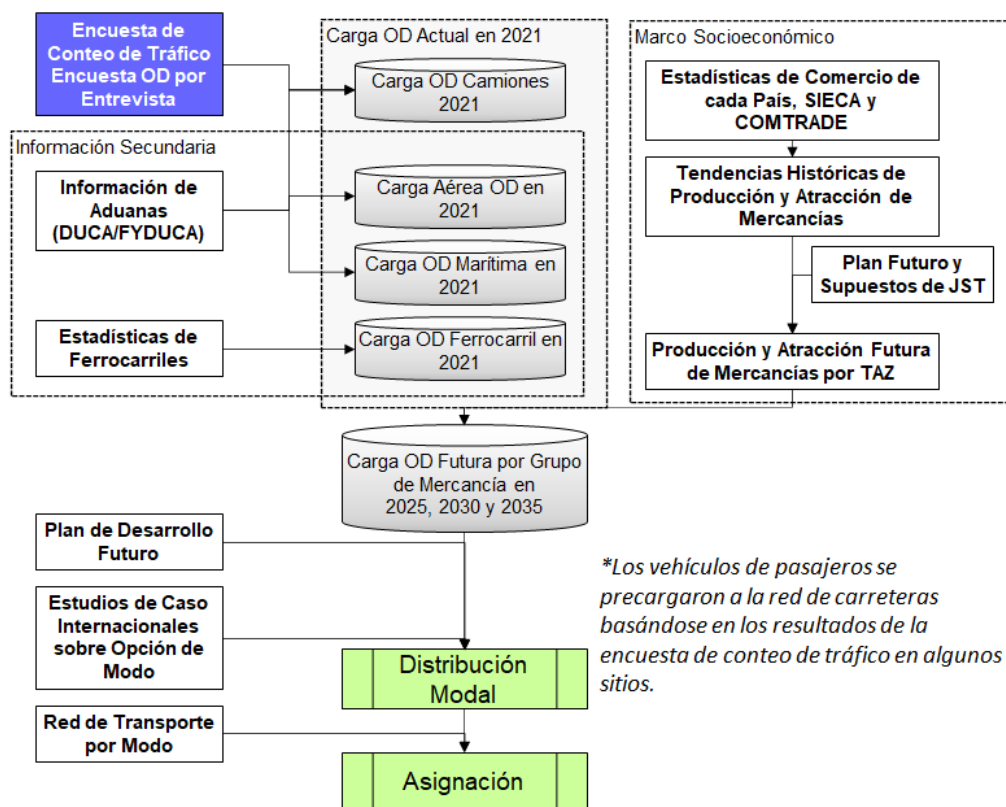 Encuesta de
Conteo de Tráfico
Encuesta OD por
Entrevista
Carga OD Actual en 2021
Carga OD Camiones
2021
Marco Socioeconómico
Estadísticas de Comercio de
cada País, SIECA y
COMTRADE
Información Secundaria
Información de
Aduanas
(DUCA/FYDUCA)
Carga Aérea OD en
2021
Tendencias Históricas de
Producción y Atracción de
Mercancías
Carga OD Marítima en
2021
Plan Futuro y
Supuestos de JST
Estadísticas de
Ferrocarriles
Carga OD Ferrocarril en
2021
Producción y Atracción Futura
de Mercancías por TAZ
Carga OD Futura por Grupo
de Mercancía en
2025, 2030 y 2035
Plan de Desarrollo
Futuro
Estudios de Caso
Internacionales
sobre Opción de
Modo
*Los vehículos de pasajeros se
precargaron a la red de carreteras
basándose en los resultados de la
encuesta de conteo de tráfico en algunos
sitios.
Distribución
Modal
Red de Transporte
por Modo
Asignación